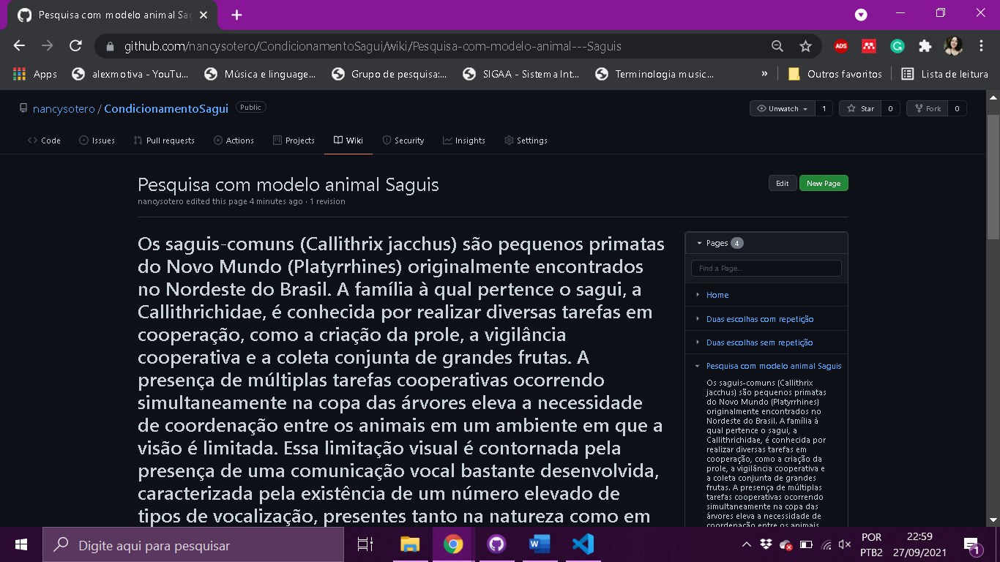 Pesquisa com modelo animal Sag
github.com/nancysotero/CondicionamentoSagui/wiki/Pesquisa-com-modelo-animal---Saguis
ADS
Apps
alexmotiva - YouTu...
Música e linguage...
Grupo de pesquisa:...
SIGAA - Sistema Int...
Terminologia music...
»
Outros favoritos
Lista de leitura
nancysotero / CondicionamentoSagui Public
Unwatch 1
Star 0
Fork 0
Code
Issues
Pull requests
Actions
Projects
Wiki
Security
Insights
Settings
Pesquisa com modelo animal Saguis
Edit
New Page
nancysotero edited this page 4 minutes ago · 1 revision
Os saguis-comuns (Callithrix jacchus) são pequenos primatas
do Novo Mundo (Platyrrhines) originalmente encontrados
no Nordeste do Brasil. A família à qual pertence o sagui, a
Callithrichidae, é conhecida por realizar diversas tarefas em
cooperação, como a criação da prole, a vigilância
cooperativa e a coleta conjunta de grandes frutas. A
presença de múltiplas tarefas cooperativas ocorrendo
simultaneamente na copa das árvores eleva a necessidade
de coordenação entre os animais em um ambiente em que a
visão é limitada. Essa limitação visual é contornada pela
presença de uma comunicação vocal bastante desenvolvida,
caracterizada pela existência de um número elevado de
tipos de vocalização, presentes tanto na natureza como em
Pages 4
Find a Page...
Home
Duas escolhas com repetição
Duas escolhas sem repetição
Pesquisa com modelo animal Saguis
Os saguis-comuns (Callithrix
jacchus) são pequenos primatas
do Novo Mundo (Platyrrhines)
originalmente encontrados no
Nordeste do Brasil. A família à
qual pertence o sagui, a
Callithrichidae, é conhecida por
realizar diversas tarefas em
cooperação, como a criação da
prole, a vigilância cooperativa e
a coleta conjunta de grandes
frutas. A presença de múltiplas
tarefas cooperativas ocorrendo
simultaneamente na copa das
árvores eleva a necessidade de
coordenação entre os animais
Digite aqui para pesquisar
POR
PTB2
22:59
27/09/2021
1